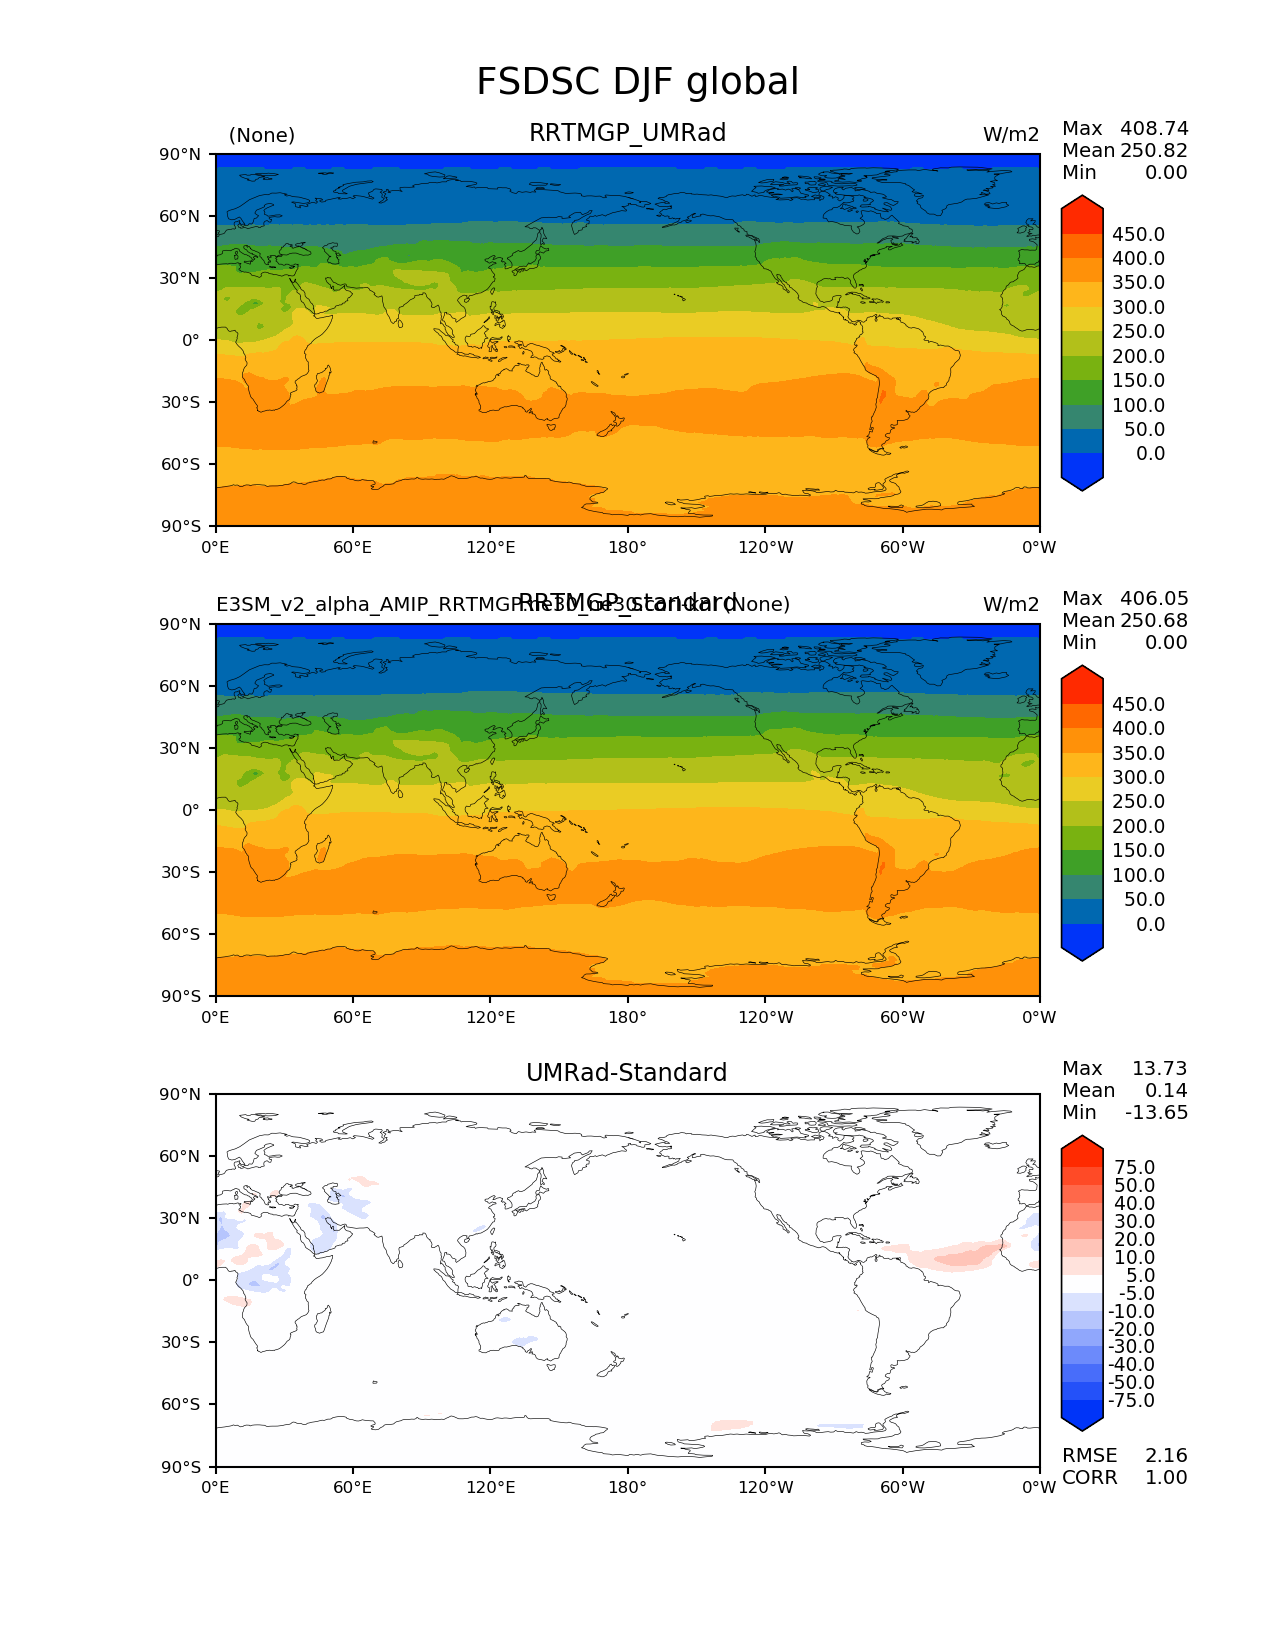 FSDSC DJF global
(None) RRTMGP_UMRad W/m2
Max 408.74
Mean 250.82
Min 0.00
90°N
60°N
30°N
0°
30°S
60°S
90°S
0°E 60°E 120°E 180° 120°W 60°W 0°W
450.0
400.0
350.0
300.0
250.0
200.0
150.0
100.0
50.0
0.0
E3SM_v2_alpha_AMIP_RRTMGP (None) RRTMGP_standard W/m2
Max 406.05
Mean 250.68
Min 0.00
90°N
60°N
30°N
0°
30°S
60°S
90°S
0°E 60°E 120°E 180° 120°W 60°W 0°W
450.0
400.0
350.0
300.0
250.0
200.0
150.0
100.0
50.0
0.0
UMRad-Standard
Max 13.73
Mean 0.14
Min -13.65
90°N
60°N
30°N
0°
30°S
60°S
90°S
0°E 60°E 120°E 180° 120°W 60°W 0°W
75.0
50.0
40.0
30.0
20.0
10.0
5.0
-5.0
-10.0
-20.0
-30.0
-40.0
-50.0
-75.0
RMSE 2.16
CORR 1.00